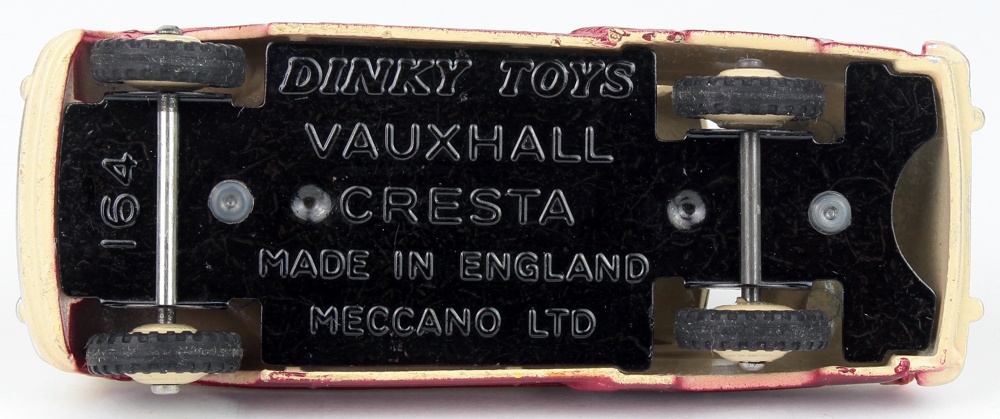 DINKY TOYS
VAUXHALL
CRESTA
MADE IN ENGLAND
MECCANO LTD
164